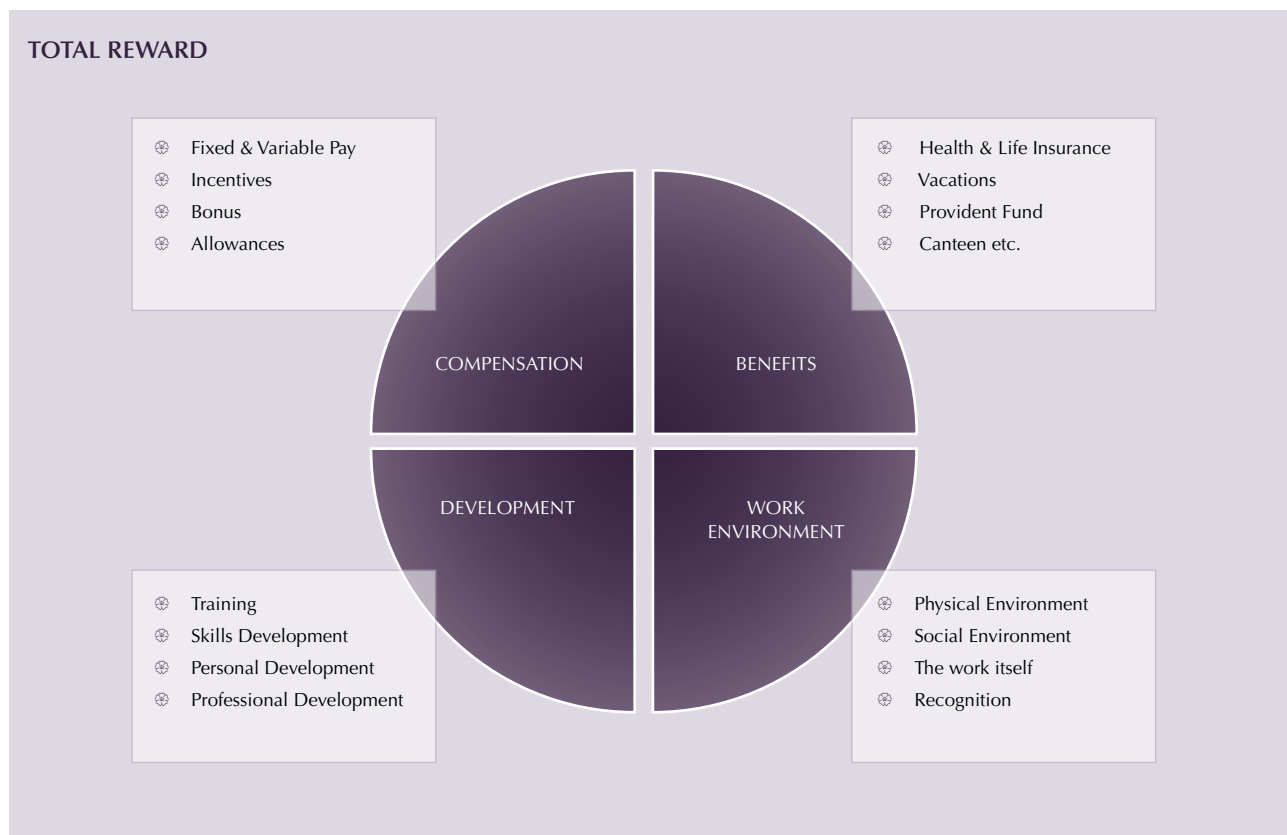 TOTAL REWARD
Fixed & Variable Pay
Incentives
Bonus
Allowances
Health & Life Insurance
Vacations
Provident Fund
Canteen etc.
COMPENSATION
BENEFITS
DEVELOPMENT
WORK
ENVIRONMENT
Training
Skills Development
Personal Development
Professional Development
Physical Environment
Social Environment
The work itself
Recognition